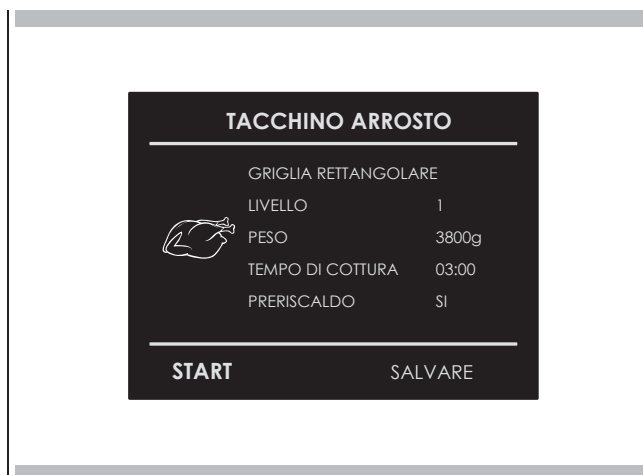 TACCHINO ARROSTO
GRIGLIA RETTANGOLARE
LIVELLO 1
PESO 3800g
TEMPO DI COTTURA 03:00
PRERISCALDO SI
START SALVARE